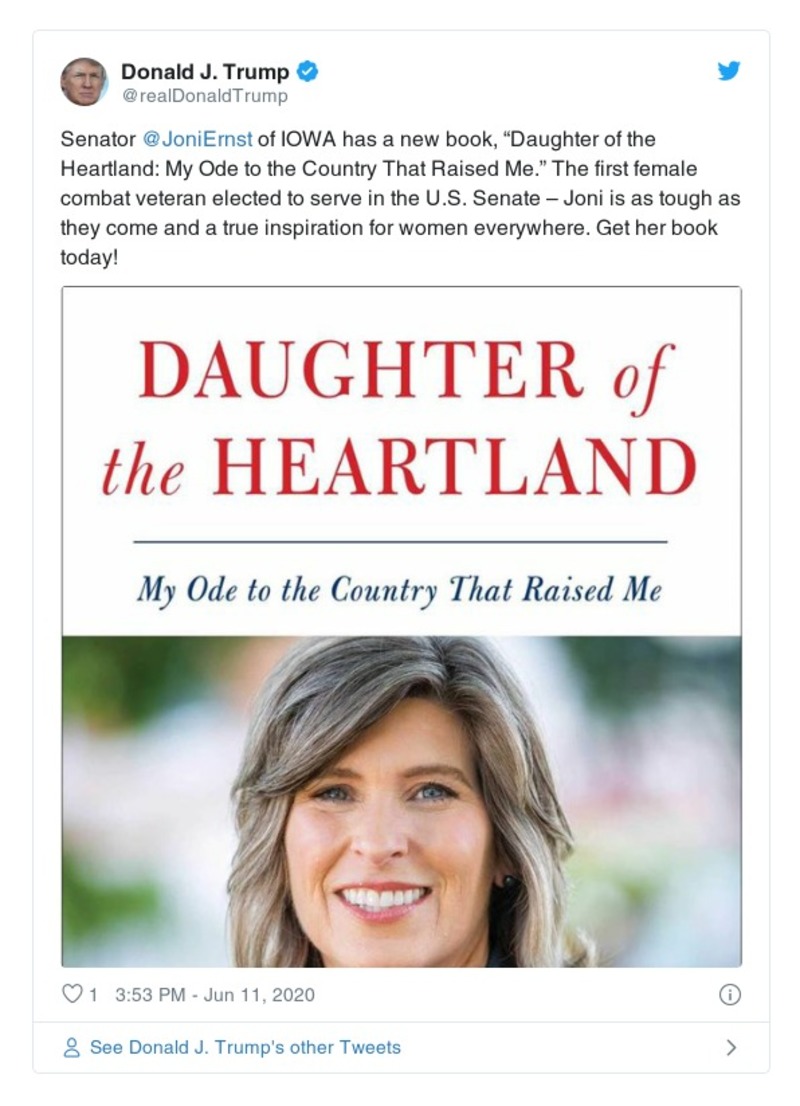 Donald J. Trump
@realDonaldTrump
Senator @JoniErnst of IOWA has a new book, “Daughter of the
Heartland: My Ode to the Country That Raised Me.” The first female
combat veteran elected to serve in the U.S. Senate – Joni is as tough as
they come and a true inspiration for women everywhere. Get her book
today!
DAUGHTER of
the HEARTLAND
My Ode to the Country That Raised Me
1 3:53 PM - Jun 11, 2020
See Donald J. Trump's other Tweets